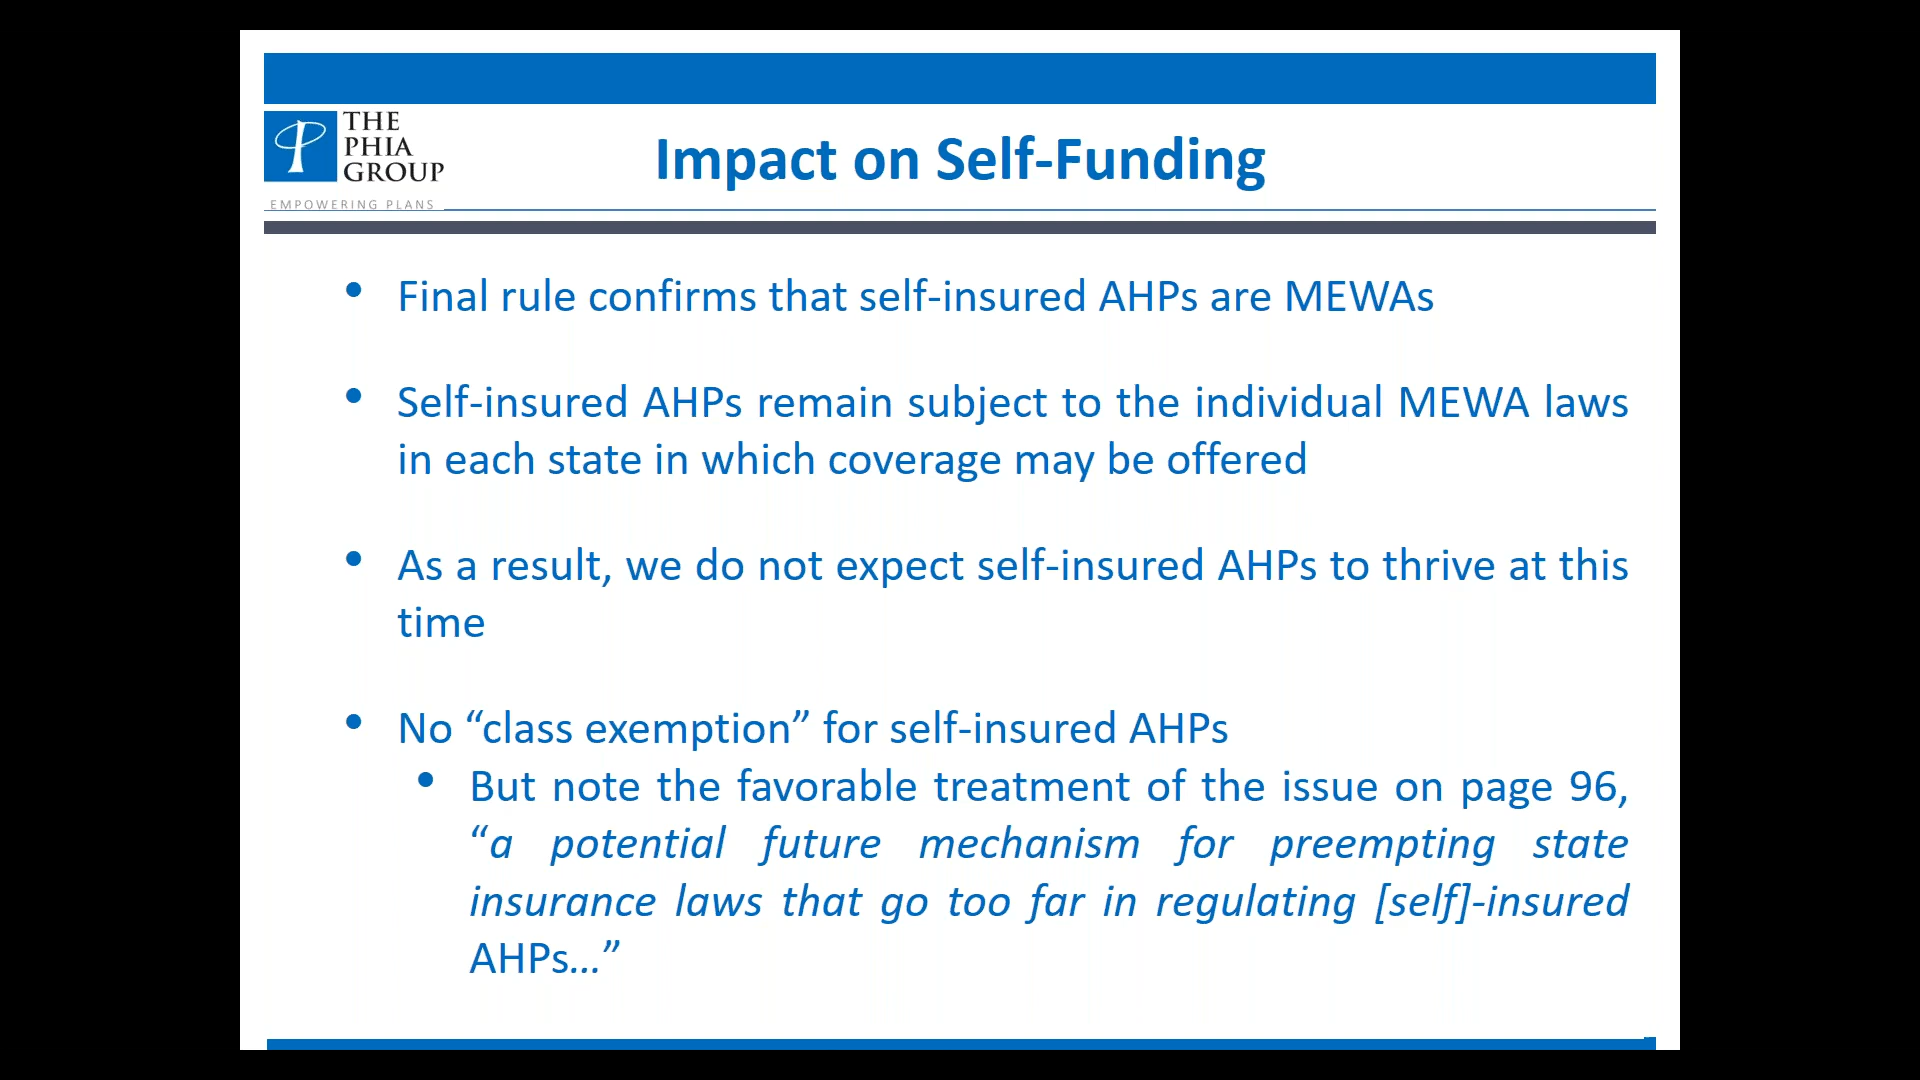 THE
PHIA
GROUP
EMPOWERING PLANS
Impact on Self-Funding
• Final rule confirms that self-insured AHPs are MEWAs
• Self-insured AHPs remain subject to the individual MEWA laws
in each state in which coverage may be offered
• As a result, we do not expect self-insured AHPs to thrive at this
time
• No “class exemption” for self-insured AHPs
• But note the favorable treatment of the issue on page 96,
“a potential future mechanism for preempting state
insurance laws that go too far in regulating [self]-insured
AHPs…”